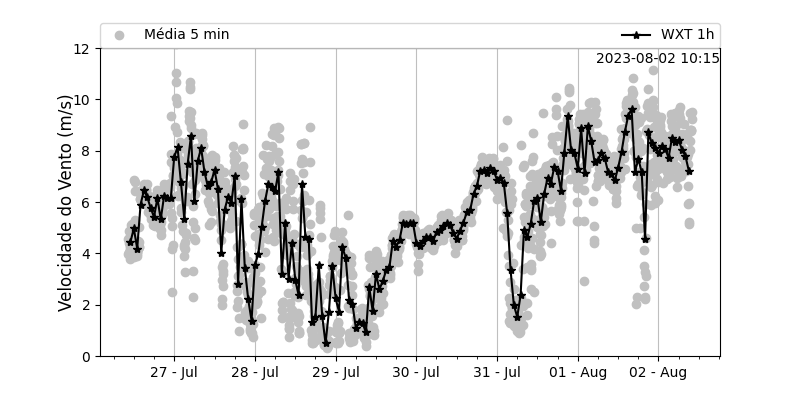 Média 5 min
WXT 1h
2023-08-02 10:15
Velocidade do Vento (m/s)
12
10
8
6
4
2
0
27 - Jul
28 - Jul
29 - Jul
30 - Jul
31 - Jul
01 - Aug
02 - Aug